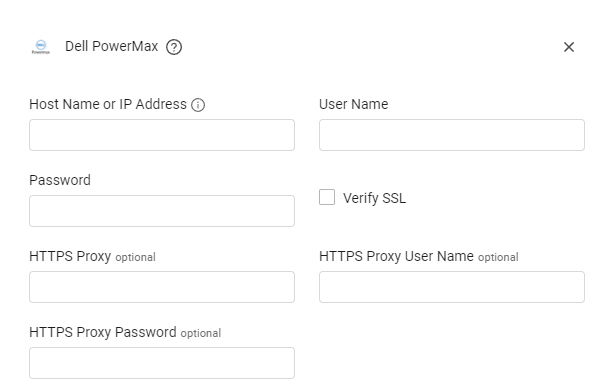 Dell PowerMax
Host Name or IP Address
User Name
Password
Verify SSL
HTTPS Proxy optional
HTTPS Proxy User Name optional
HTTPS Proxy Password optional